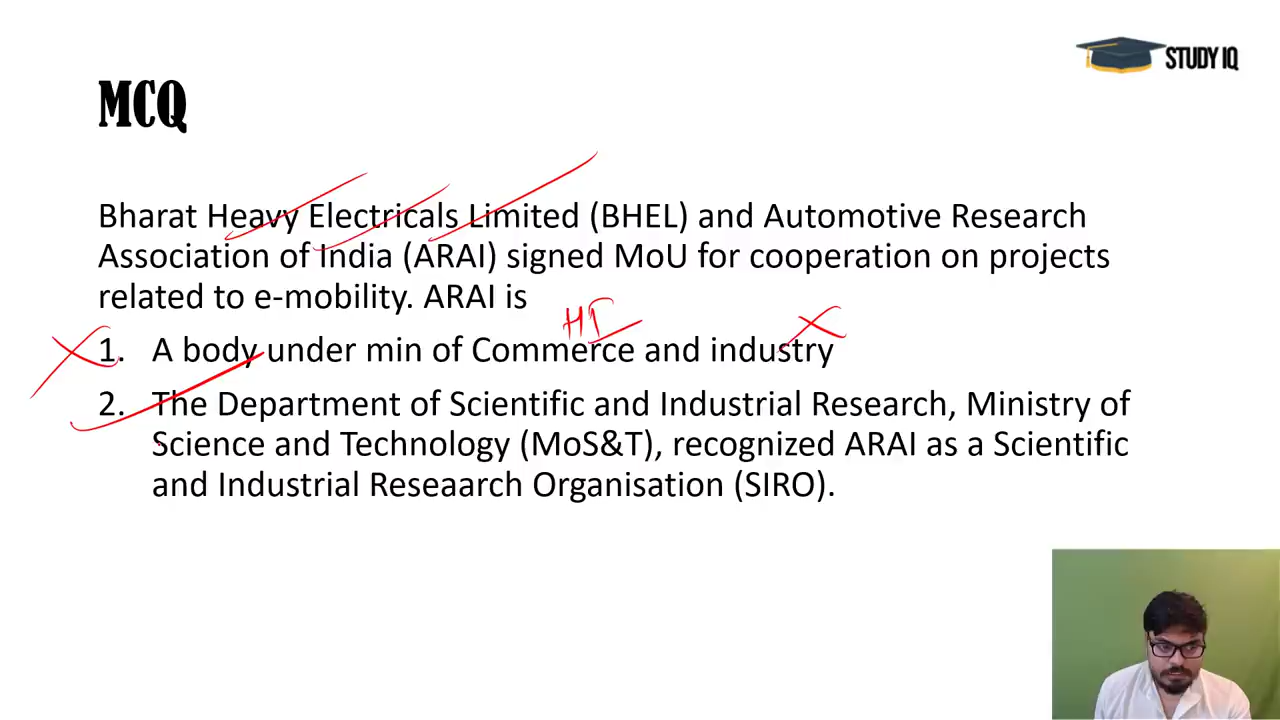 STUDY IQ
MCQ
Bharat Heavy Electricals Limited (BHEL) and Automotive Research
Association of India (ARAI) signed MoU for cooperation on projects
related to e-mobility. ARAI is
HI
1. A body under min of Commerce and industry
2. The Department of Scientific and Industrial Research, Ministry of
Science and Technology (MoS&T), recognized ARAI as a Scientific
and Industrial Reseaarch Organisation (SIRO).